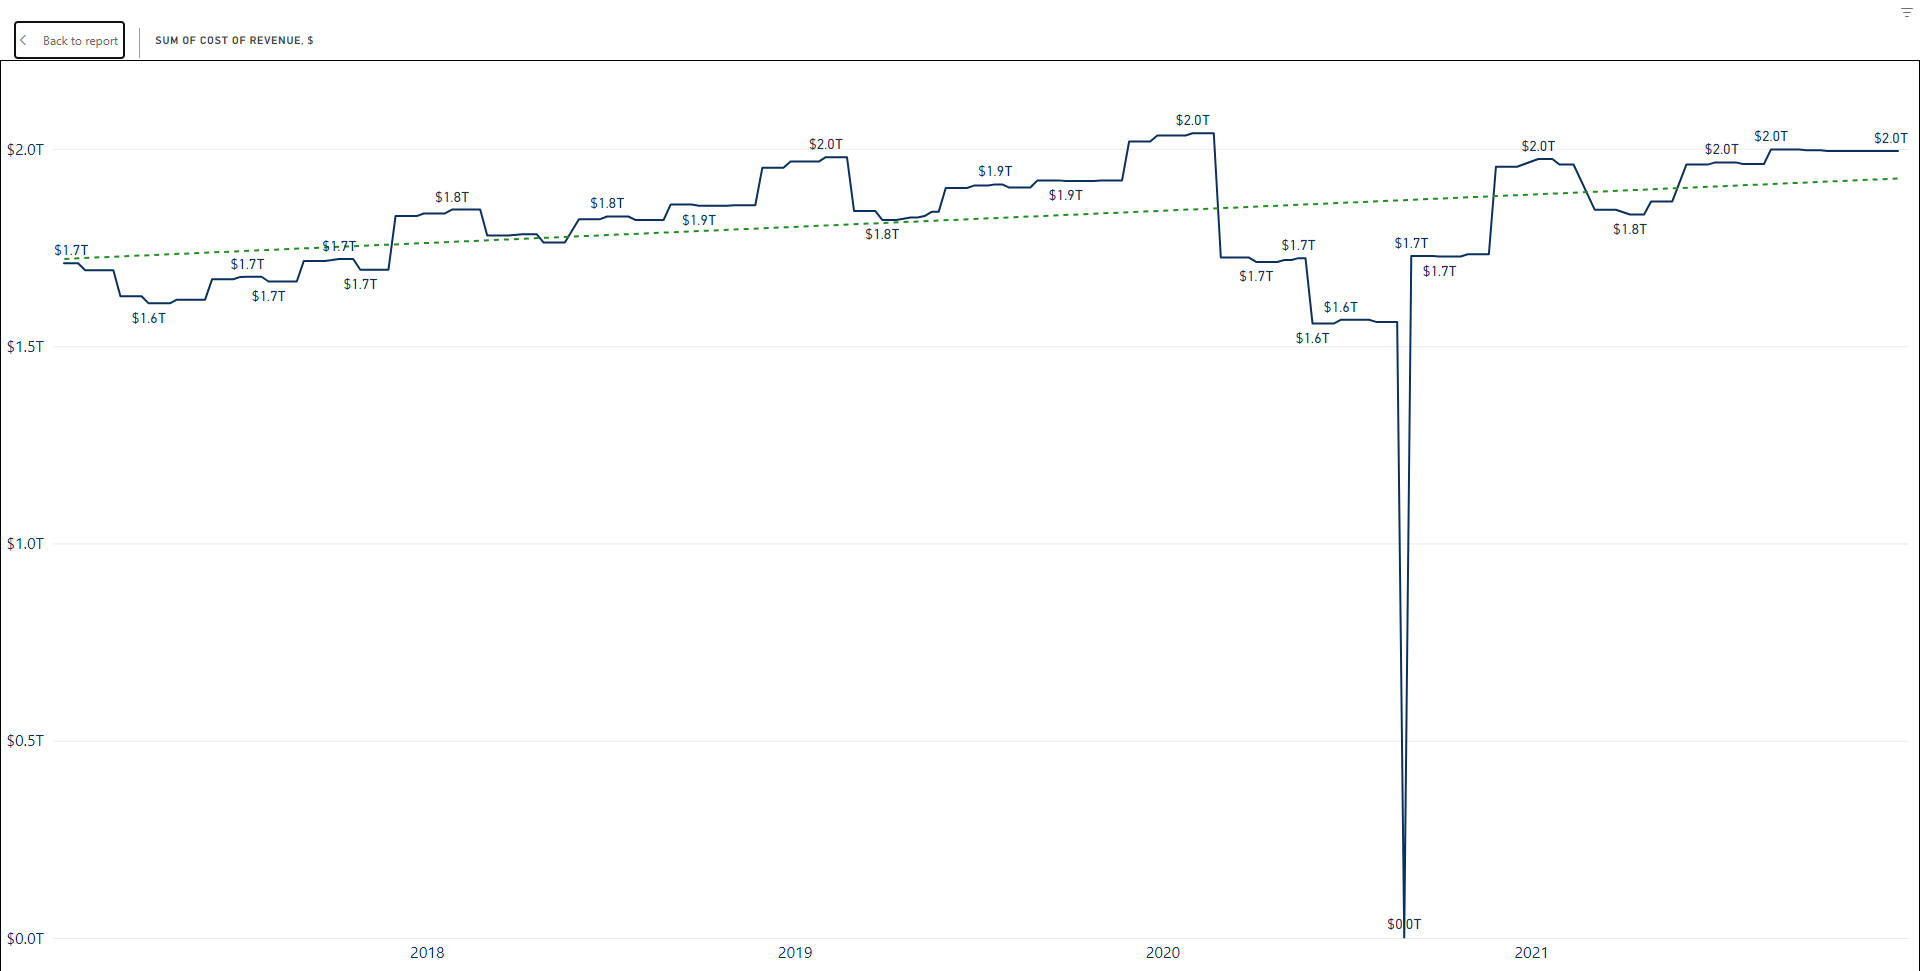 Back to report
SUM OF COST OF REVENUE, $
$2.0T
$1.5T
$1.0T
$0.5T
$0.0T
$1.7T
$1.6T
$1.7T
$1.7T
$1.7T
$1.7T
$1.8T
$1.8T
$1.9T
$2.0T
$1.8T
$1.9T
$1.9T
$2.0T
$1.7T
$1.7T
$1.6T
$1.6T
$0.0T
$1.7T
$1.7T
$2.0T
$1.8T
$2.0T
$2.0T
$2.0T
2018
2019
2020
2021